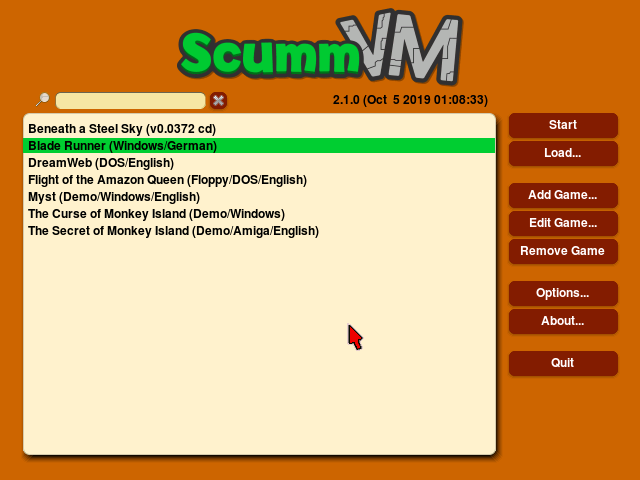 ScummVM
2.1.0 (Oct  5 2019 01:08:33)
Beneath a Steel Sky (v0.0372 cd)
Blade Runner (Windows/German)
DreamWeb (DOS/English)
Flight of the Amazon Queen (Floppy/DOS/English)
Myst (Demo/Windows/English)
The Curse of Monkey Island (Demo/Windows)
The Secret of Monkey Island (Demo/Amiga/English)
Start
Load...
Add Game...
Edit Game...
Remove Game
Options...
About...
Quit